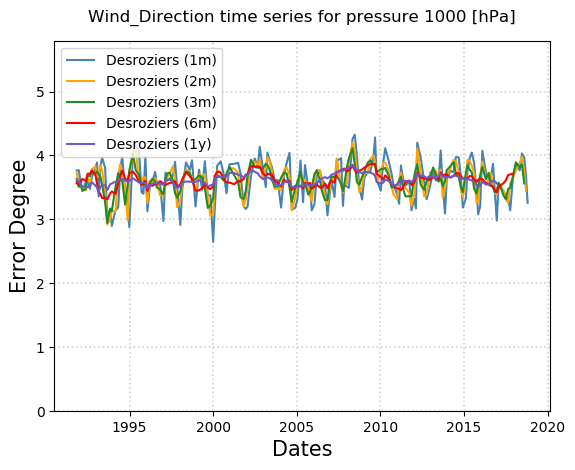 Wind_Direction time series for pressure 1000 [hPa]
Desroziers (1m)
Desroziers (2m)
Desroziers (3m)
Desroziers (6m)
Desroziers (1y)
Error Degree
5
4
3
2
1
0
1995 2000 2005 2010 2015 2020
Dates